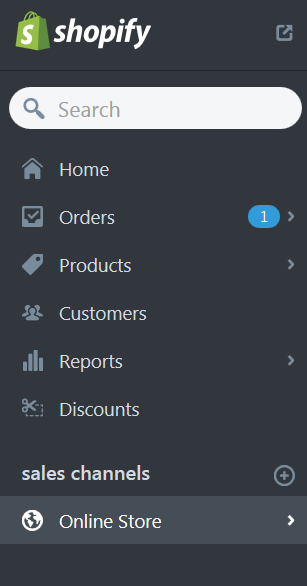 shopify
Search
Home
Orders 1
Products
Customers
Reports
Discounts
sales channels
Online Store